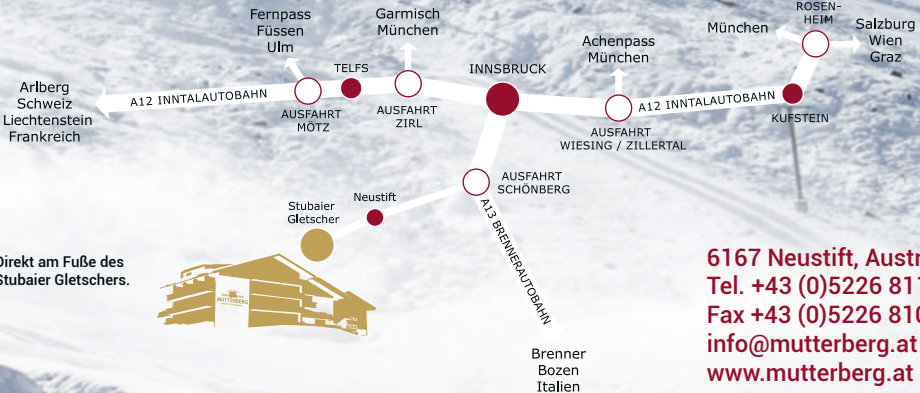 ROSEN-
HEIM
München
Salzburg
Wien
Graz
Fernpass
Füssen
Ulm
Garmisch
München
Achenpass
München
TELFS
INNSBRUCK
Arlberg
Schweiz
Liechtenstein
Frankreich
A12 INNTALAUTOBAHN
AUSFAHRT
MÖTZ
AUSFAHRT
ZIRL
AUSFAHRT
WIESING / ZILLERTAL
A12 INNTALAUTOBAHN
KUFSTEIN
AUSFAHRT
SCHÖNBERG
Neustift
Stubaier
Gletscher
A13 BRENNERAUTOBAHN
Direkt am Fuße des
Stubaier Gletschers.
MUTTERBERG
Brenner
Bozen
Italien
6167 Neustift, Austr
Tel. +43 (0)5226 811
Fax +43 (0)5226 810
info@mutterberg.at
www.mutterberg.at